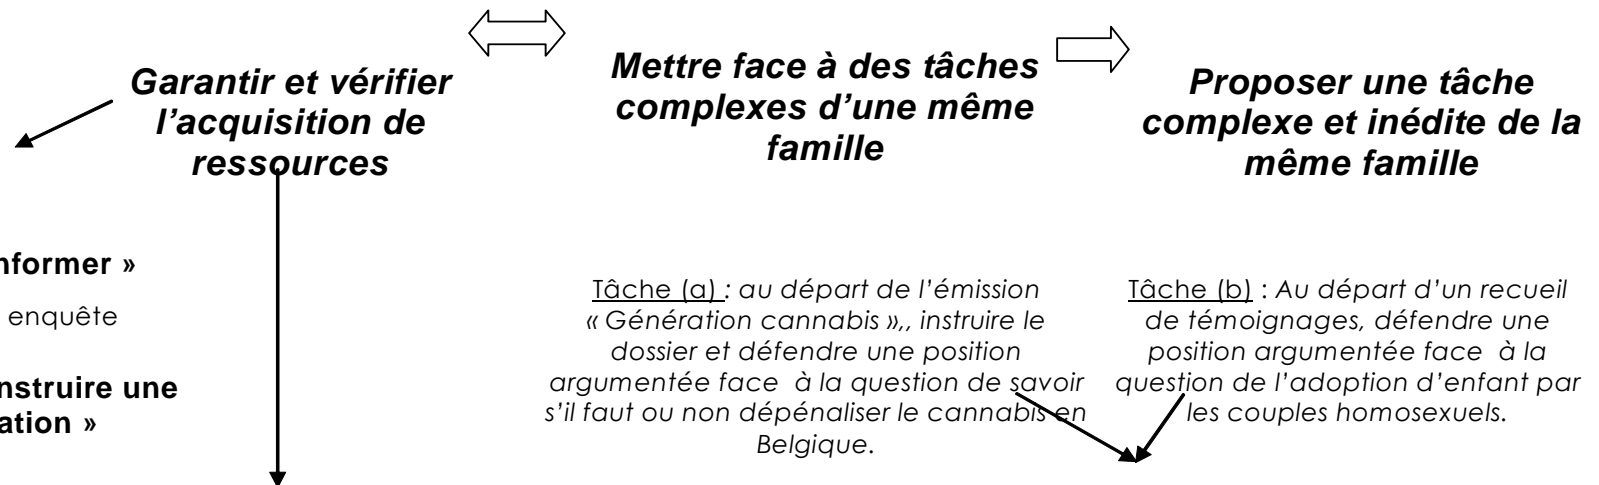 Garantir et vérifier
l'acquisition de
ressources
Mettre face à des tâches
complexes d'une même
famille
Proposer une tâche
complexe et inédite de la
même famille
nformer »
enquête
nstruire une
ation »
Tâche (a) : au départ de l'émission
« Génération cannabis »,, instruire le
dossier et défendre une position
argumentée face à la question de savoir
s'il faut ou non dépénaliser le cannabis en
Belgique.
Tâche (b) : Au départ d'un recueil
de témoignages, défendre une
position argumentée face à la
question de l'adoption d'enfant par
les couples homosexuels.